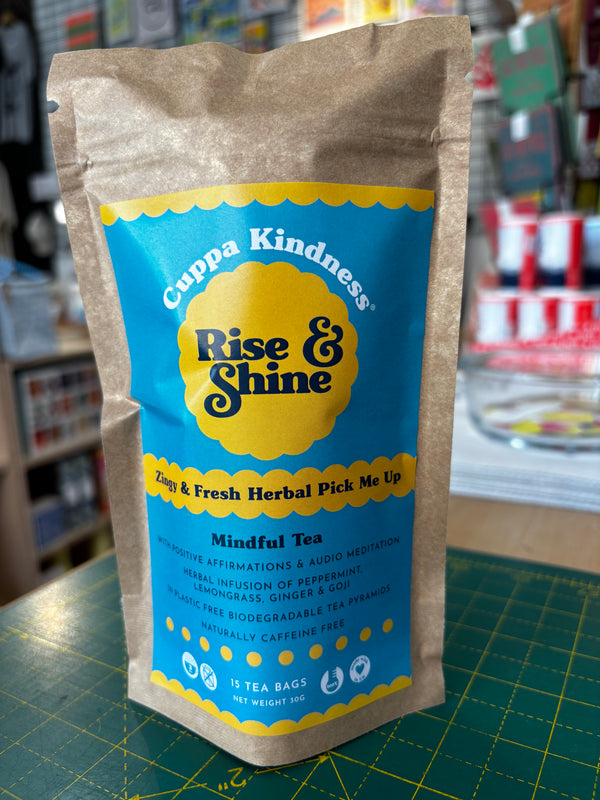 Cuppa Kindness®
Rise &
Shine
Zingy & Fresh Herbal Pick Me Up
Mindful Tea
WITH POSITIVE AFFIRMATIONS & AUDIO MEDITATION
HERBAL INFUSION OF PEPPERMINT,
LEMONGRASS, GINGER & GOJI
IN PLASTIC FREE BIODEGRADABLE TEA PYRAMIDS
NATURALLY CAFFEINE FREE
15 TEA BAGS
NET WEIGHT 30G
2"